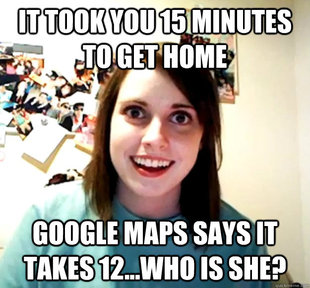 IT TOOK YOU 15 MINUTES
TO GET HOME
GOOGLE MAPS SAYS IT
TAKES 12...WHO IS SHE?